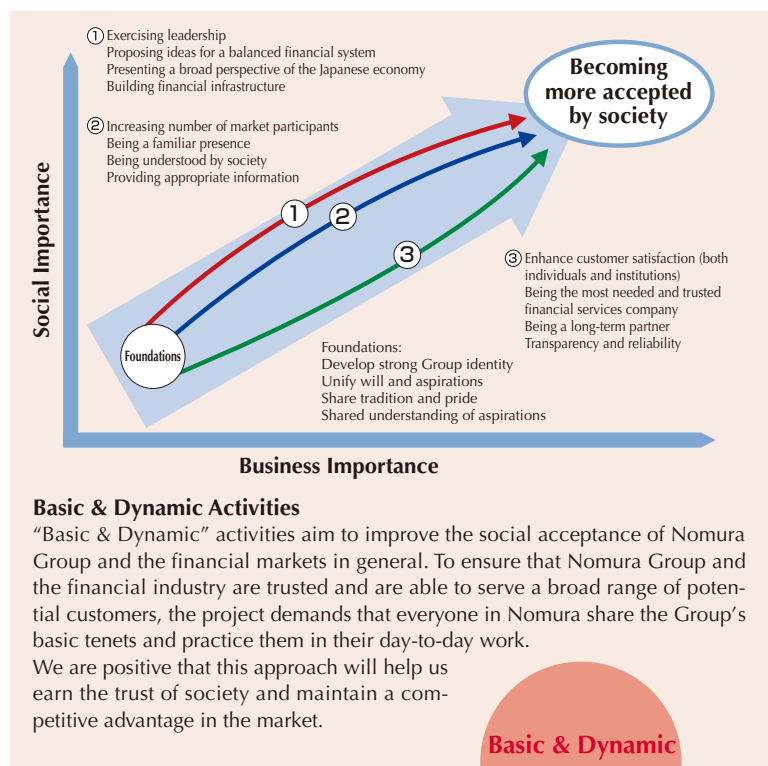 ① Exercising leadership
Proposing ideas for a balanced financial system
Presenting a broad perspective of the Japanese economy
Building financial infrastructure
② Increasing number of market participants
Being a familiar presence
Being understood by society
Providing appropriate information
Becoming
more accepted
by society
Social Importance
①
②
③
Foundations
③ Enhance customer satisfaction (both
individuals and institutions)
Being the most needed and trusted
financial services company
Being a long-term partner
Transparency and reliability
Foundations:
Develop strong Group identity
Unify will and aspirations
Share tradition and pride
Shared understanding of aspirations
Business Importance
Basic & Dynamic Activities
“Basic & Dynamic” activities aim to improve the social acceptance of Nomura
Group and the financial markets in general. To ensure that Nomura Group and
the financial industry are trusted and are able to serve a broad range of poten-
tial customers, the project demands that everyone in Nomura share the Group’s
basic tenets and practice them in their day-to-day work.
We are positive that this approach will help us
earn the trust of society and maintain a com-
petitive advantage in the market.
Basic & Dynamic